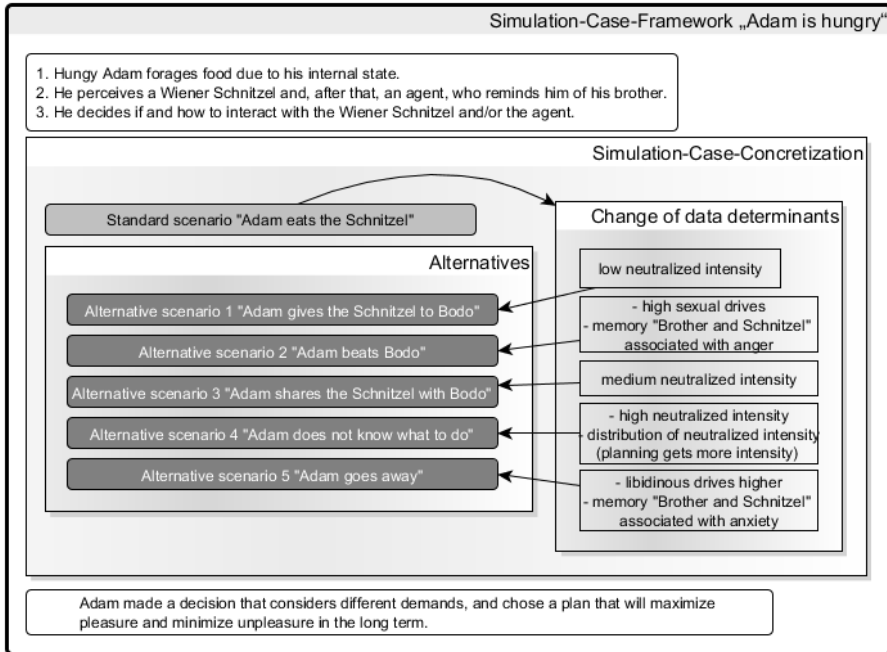 Simulation-Case-Framework „Adam is hungry“
1. Hungy Adam forages food due to his internal state.
2. He perceives a Wiener Schnitzel and, after that, an agent, who reminds him of his brother.
3. He decides if and how to interact with the Wiener Schnitzel and/or the agent.
Simulation-Case-Concretization
Standard scenario "Adam eats the Schnitzel"
Change of data determinants
Alternatives
low neutralized intensity
Alternative scenario 1 "Adam gives the Schnitzel to Bodo"
- high sexual drives
- memory "Brother and Schnitzel"
associated with anger
Alternative scenario 2 "Adam beats Bodo"
medium neutralized intensity
Alternative scenario 3 "Adam shares the Schnitzel with Bodo"
- high neutralized intensity
- distribution of neutralized intensity
(planning gets more intensity)
Alternative scenario 4 "Adam does not know what to do"
- libidinous drives higher
- memory "Brother and Schnitzel"
associated with anxiety
Alternative scenario 5 "Adam goes away"
Adam made a decision that considers different demands, and chose a plan that will maximize
pleasure and minimize unpleasure in the long term.